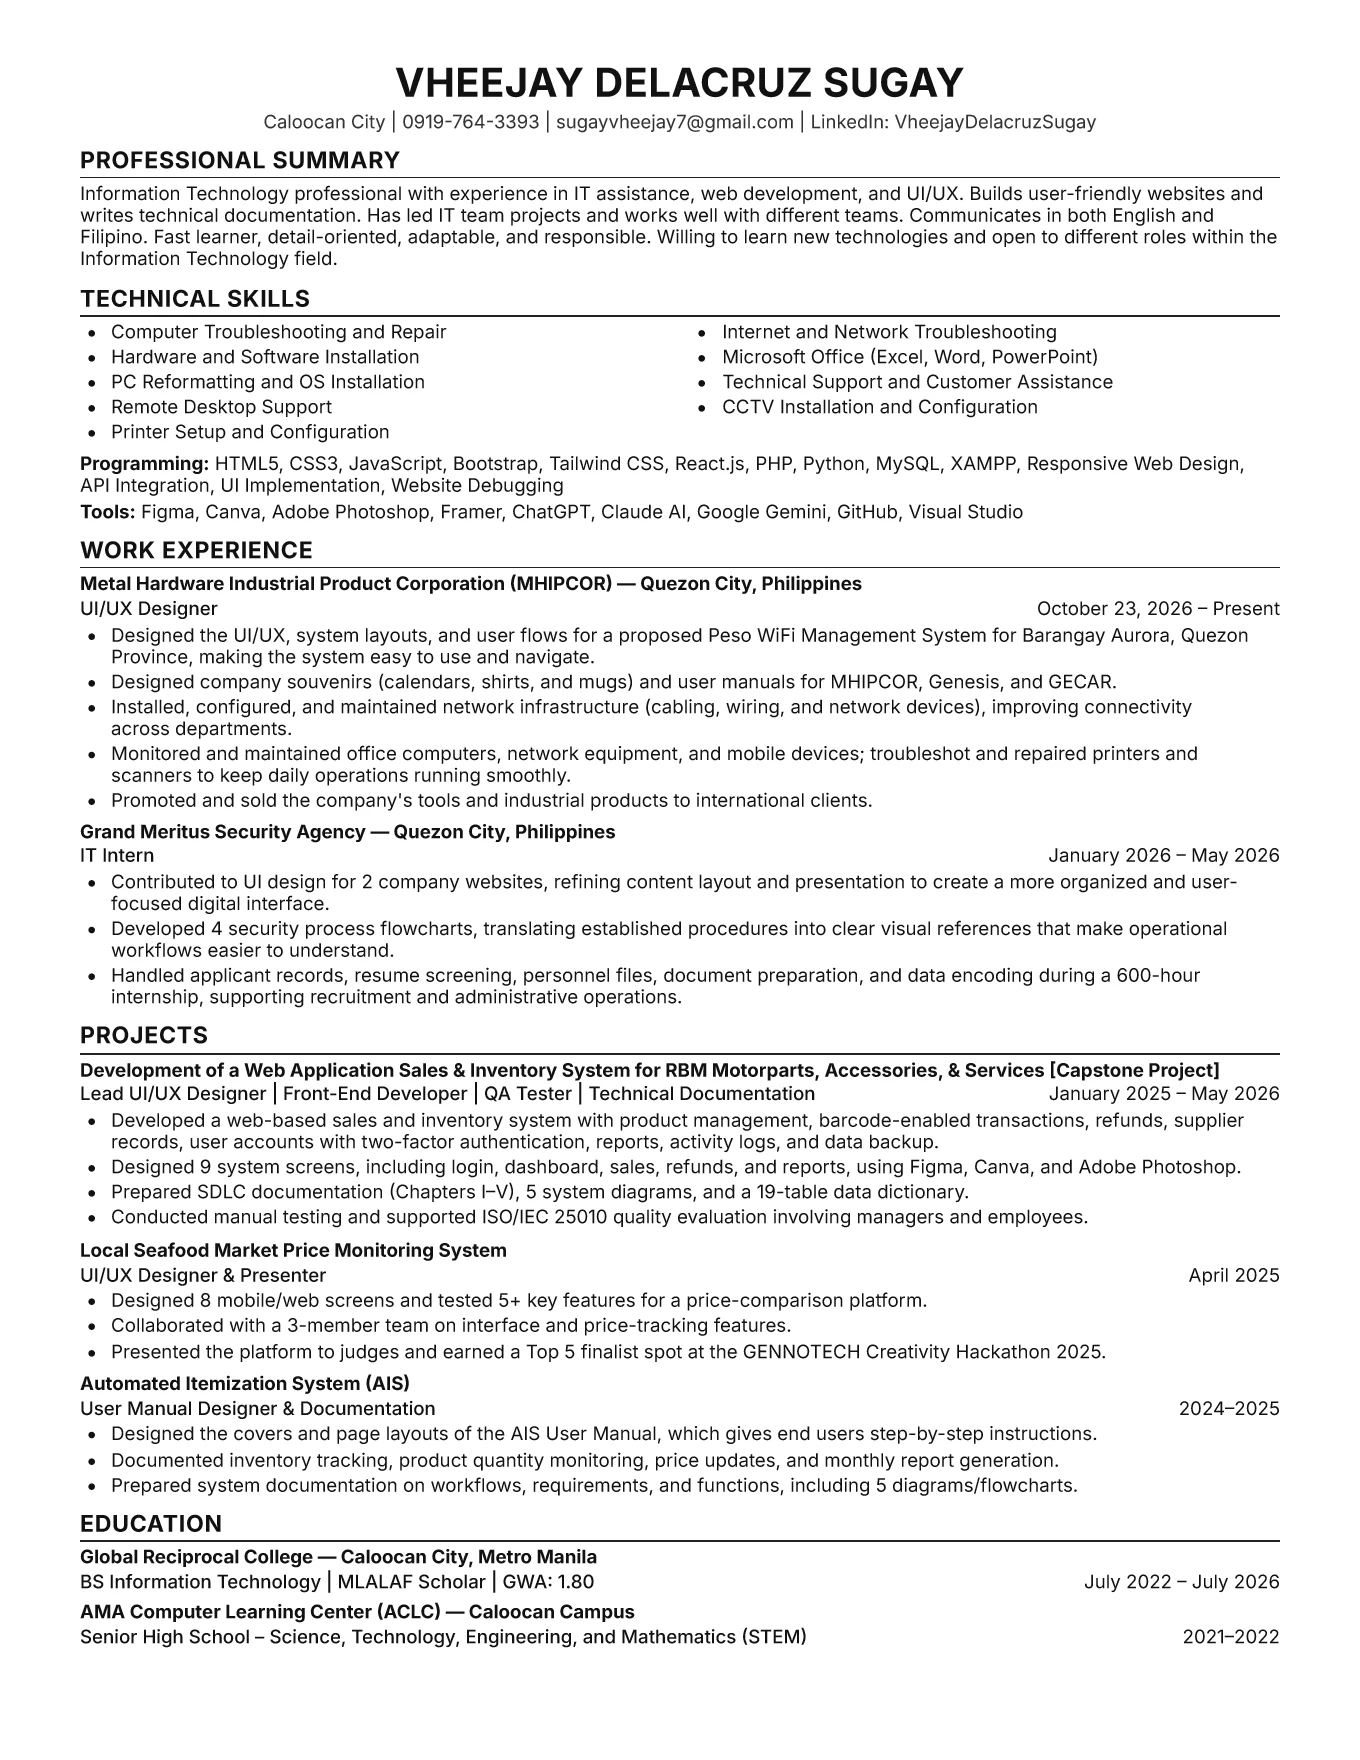 VHEEJAY DELACRUZ SUGAY
Caloocan City | 0919-764-3393 | sugayvheejay7@gmail.com | LinkedIn: VheejayDelacruzSugay
PROFESSIONAL SUMMARY
Information Technology professional with experience in IT assistance, web development, and UI/UX. Builds user-friendly websites and
writes technical documentation. Has led IT team projects and works well with different teams. Communicates in both English and
Filipino. Fast learner, detail-oriented, adaptable, and responsible. Willing to learn new technologies and open to different roles within the
Information Technology field.
TECHNICAL SKILLS
• Computer Troubleshooting and Repair
• Hardware and Software Installation
• PC Reformatting and OS Installation
• Remote Desktop Support
• Printer Setup and Configuration
• Internet and Network Troubleshooting
• Microsoft Office (Excel, Word, PowerPoint)
• Technical Support and Customer Assistance
• CCTV Installation and Configuration
Programming: HTML5, CSS3, JavaScript, Bootstrap, Tailwind CSS, React.js, PHP, Python, MySQL, XAMPP, Responsive Web Design,
API Integration, UI Implementation, Website Debugging
Tools: Figma, Canva, Adobe Photoshop, Framer, ChatGPT, Claude AI, Google Gemini, GitHub, Visual Studio
WORK EXPERIENCE
Metal Hardware Industrial Product Corporation (MHIPCOR) — Quezon City, Philippines
UI/UX Designer October 23, 2026 – Present
• Designed the UI/UX, system layouts, and user flows for a proposed Peso WiFi Management System for Barangay Aurora, Quezon
Province, making the system easy to use and navigate.
• Designed company souvenirs (calendars, shirts, and mugs) and user manuals for MHIPCOR, Genesis, and GECAR.
• Installed, configured, and maintained network infrastructure (cabling, wiring, and network devices), improving connectivity
across departments.
• Monitored and maintained office computers, network equipment, and mobile devices; troubleshot and repaired printers and
scanners to keep daily operations running smoothly.
• Promoted and sold the company's tools and industrial products to international clients.
Grand Meritus Security Agency — Quezon City, Philippines
IT Intern January 2026 – May 2026
• Contributed to UI design for 2 company websites, refining content layout and presentation to create a more organized and user-
focused digital interface.
• Developed 4 security process flowcharts, translating established procedures into clear visual references that make operational
workflows easier to understand.
• Handled applicant records, resume screening, personnel files, document preparation, and data encoding during a 600-hour
internship, supporting recruitment and administrative operations.
PROJECTS
Development of a Web Application Sales & Inventory System for RBM Motorparts, Accessories, & Services [Capstone Project]
Lead UI/UX Designer | Front-End Developer | QA Tester | Technical Documentation January 2025 – May 2026
• Developed a web-based sales and inventory system with product management, barcode-enabled transactions, refunds, supplier
records, user accounts with two-factor authentication, reports, activity logs, and data backup.
• Designed 9 system screens, including login, dashboard, sales, refunds, and reports, using Figma, Canva, and Adobe Photoshop.
• Prepared SDLC documentation (Chapters I–V), 5 system diagrams, and a 19-table data dictionary.
• Conducted manual testing and supported ISO/IEC 25010 quality evaluation involving managers and employees.
Local Seafood Market Price Monitoring System
UI/UX Designer & Presenter April 2025
• Designed 8 mobile/web screens and tested 5+ key features for a price-comparison platform.
• Collaborated with a 3-member team on interface and price-tracking features.
• Presented the platform to judges and earned a Top 5 finalist spot at the GENNOTECH Creativity Hackathon 2025.
Automated Itemization System (AIS)
User Manual Designer & Documentation 2024–2025
• Designed the covers and page layouts of the AIS User Manual, which gives end users step-by-step instructions.
• Documented inventory tracking, product quantity monitoring, price updates, and monthly report generation.
• Prepared system documentation on workflows, requirements, and functions, including 5 diagrams/flowcharts.
EDUCATION
Global Reciprocal College — Caloocan City, Metro Manila
BS Information Technology | MLALAF Scholar | GWA: 1.80 July 2022 – July 2026
AMA Computer Learning Center (ACLC) — Caloocan Campus
Senior High School – Science, Technology, Engineering, and Mathematics (STEM) 2021–2022